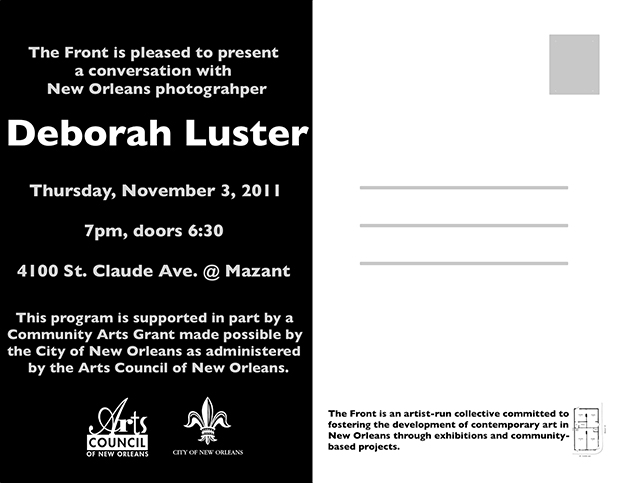 The Front is pleased to present
a conversation with
New Orleans photograhper
Deborah Luster
Thursday, November 3, 2011
7pm, doors 6:30
4100 St. Claude Ave. @ Mazant
This program is supported in part by a
Community Arts Grant made possible by
the City of New Orleans as administered
by the Arts Council of New Orleans.
Arts
COUNCIL
OF NEW ORLEANS
CITY OF NEW ORLEANS
The Front is an artist-run collective committed to
fostering the development of contemporary art in
New Orleans through exhibitions and community-
based projects.